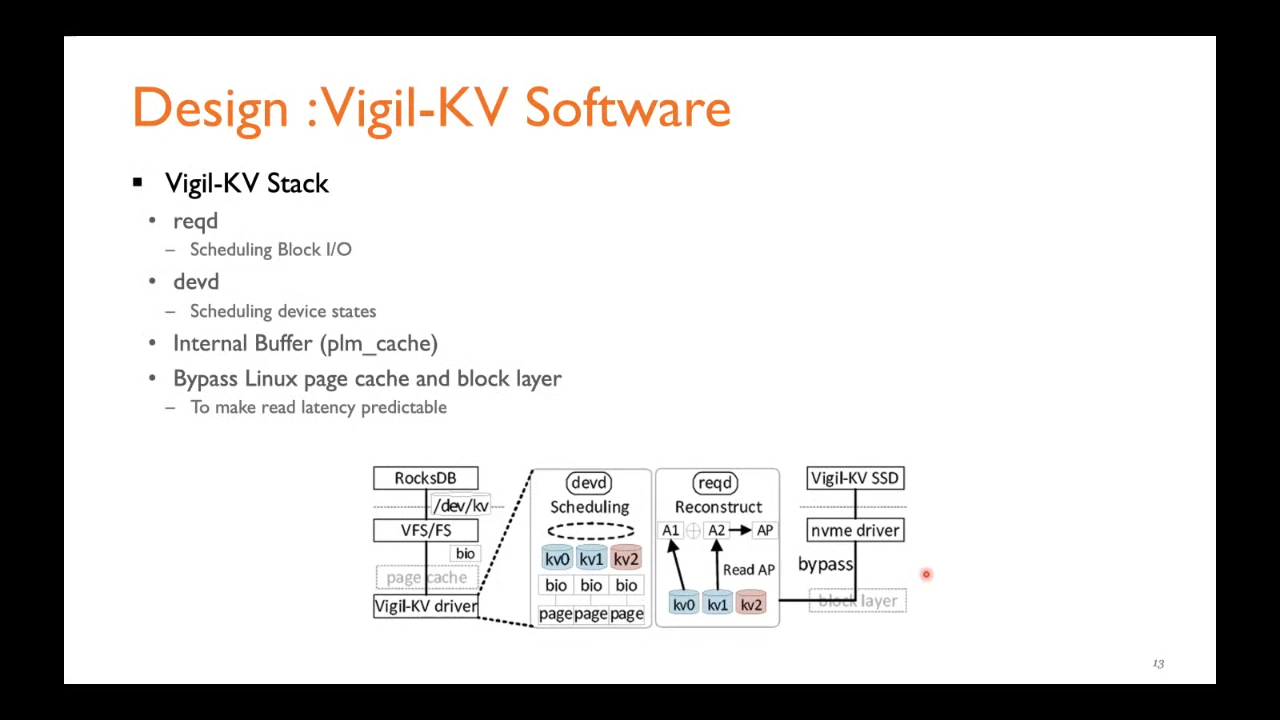 Design : Vigil-KV Software
▪ Vigil-KV Stack
• reqd
– Scheduling Block I/O
• devd
– Scheduling device states
• Internal Buffer (plm_cache)
• Bypass Linux page cache and block layer
– To make read latency predictable
RocksDB
/dev/kv
VFS/FS
bio
page cache
Vigil-KV driver
devd
Scheduling
kv0 kv1 kv2
bio bio bio
page page page
reqd
Reconstruct
A1 ⊕ A2 AP
Read AP
kv0 kv1 kv2
Vigil-KV SSD
nvme driver
bypass
block layer
13